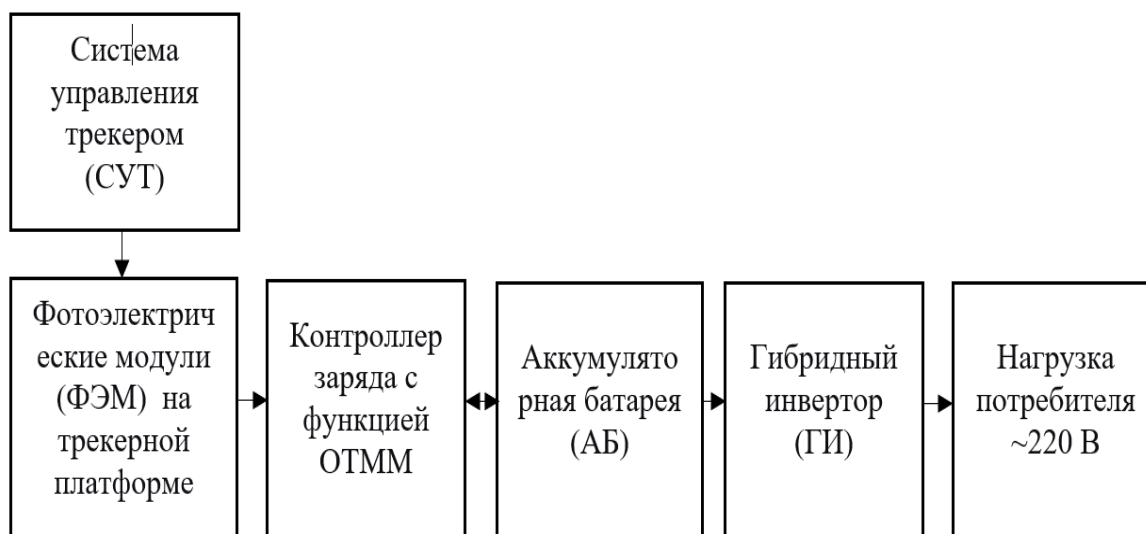 Система
управления
трекером
(СУТ)
Фотоэлектрич
еские модули
(ФЭМ) на
трекерной
платформе
Контроллер
заряда с
функцией
ОТММ
Аккумулято
рная батарея
(АБ)
Гибридный
инвертор
(ГИ)
Нагрузка
потребителя
~220 В